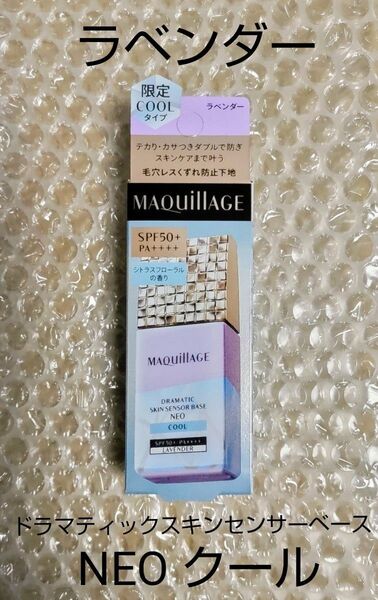 ラベンダー
限定
COOL
タイプ
ラベンダー
テカリ・カサつきダブルで防ぎ
スキンケアまで叶う
毛穴レスくずれ防止下地
MAQuillAGE
SPF50+
PA++++
シトラスフローラル
の香り
MAQuillAGE
DRAMATIC
SKIN SENSOR BASE
NEO
COOL
SPF50+・PA++++
LAVENDER
ドラマティックスキンセンサーベース
NEO クール